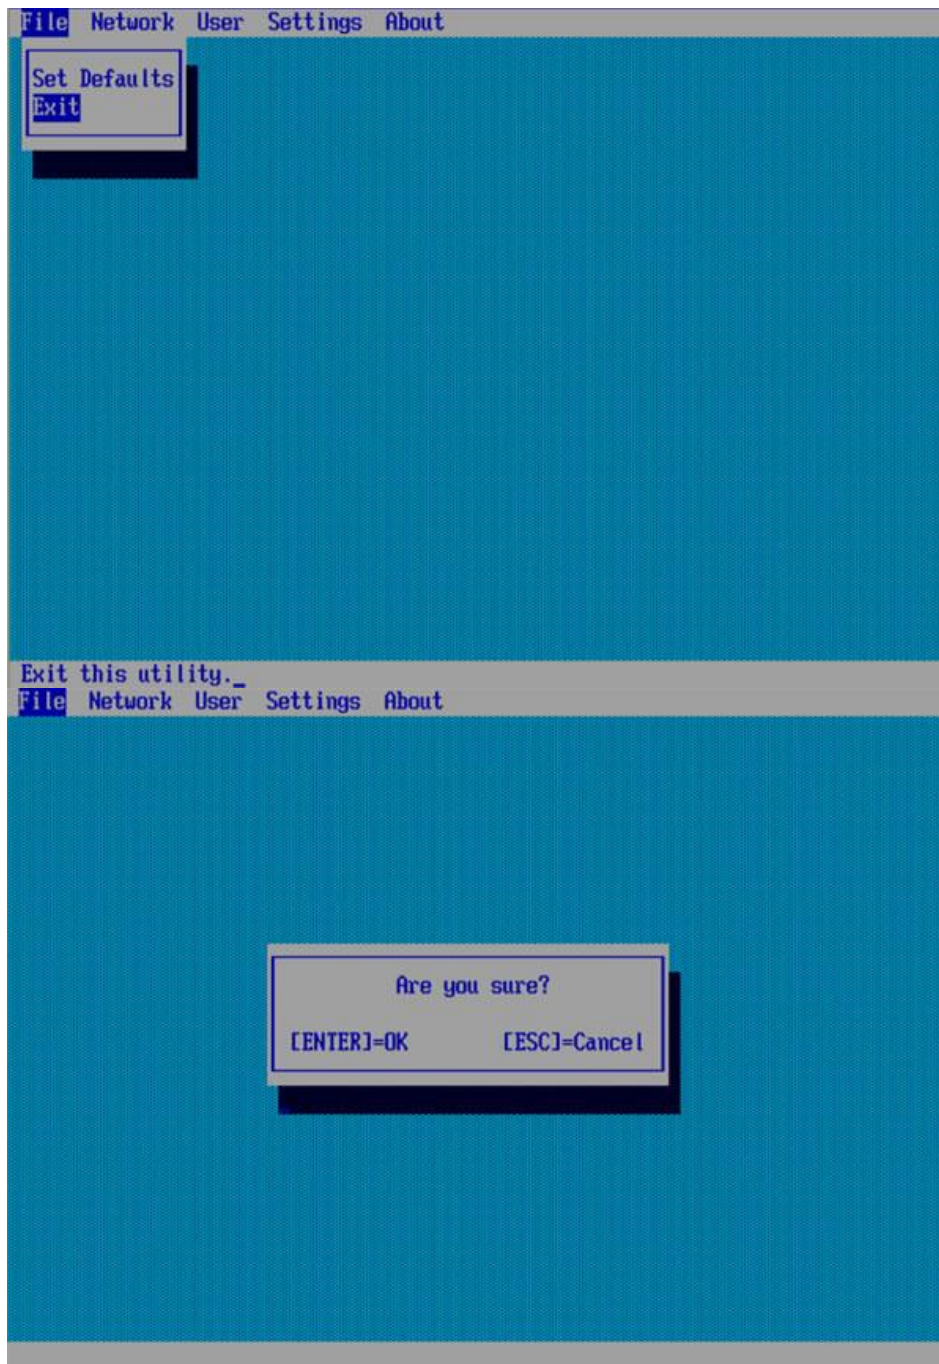 File Network User Settings About
Set Defaults
Exit
Exit this utility._
File Network User Settings About
Are you sure?
[ENTER]=OK [ESC]=Cancel